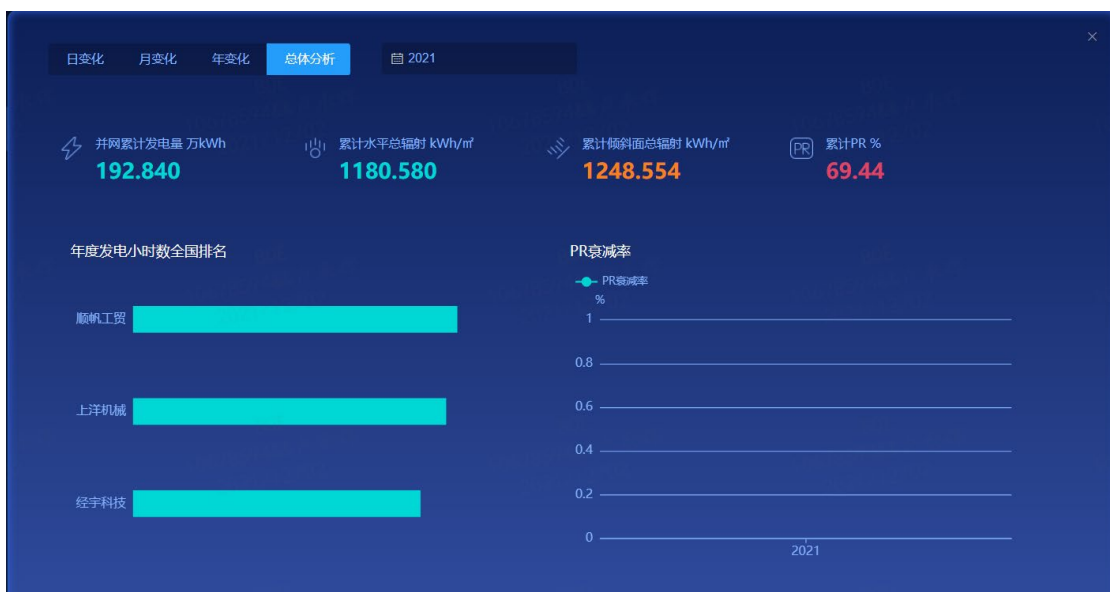 日变化 月变化 年变化 总体分析 2021
并网累计发电量 万kWh 累计水平总辐射 kWh/㎡ 累计倾斜面总辐射 kWh/㎡ PR 累计PR %
192.840 1180.580 1248.554 69.44
年度发电小时数全国排名 PR衰减率
PR衰减率
%
1
顺帆工贸
0.8
0.6
上洋机械
0.4
0.2
经宇科技
0
2021